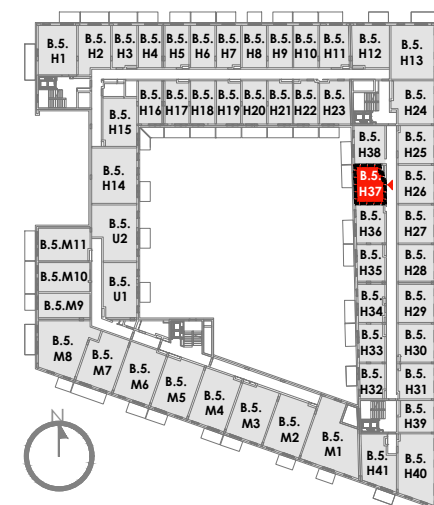 B.5.
H1
B.5.
H2
B.5.
H3
B.5.
H4
B.5.
H5
B.5.
H6
B.5.
H7
B.5.
H8
B.5.
H9
B.5.
H10
B.5.
H11
B.5.
H12
B.5.
H13
B.5.
H15
B.5.
H16
B.5.
H17
B.5.
H18
B.5.
H19
B.5.
H20
B.5.
H21
B.5.
H22
B.5.
H23
B.5.
H24
B.5.
H38
B.5.
H25
B.5.
H14
B.5.
H37
B.5.
H26
B.5.
U2
B.5.
H36
B.5.
H27
B.5.M11
B.5.
H35
B.5.
H28
B.5.M10
B.5.
U1
B.5.
H34
B.5.
H29
B.5.M9
B.5.
H33
B.5.
H30
B.5.
M8
B.5.
M7
B.5.
M6
B.5.
M5
B.5.
M4
B.5.
M3
B.5.
M2
B.5.
M1
B.5.
H32
B.5.
H31
B.5.
H39
B.5.
H41
B.5.
H40
N